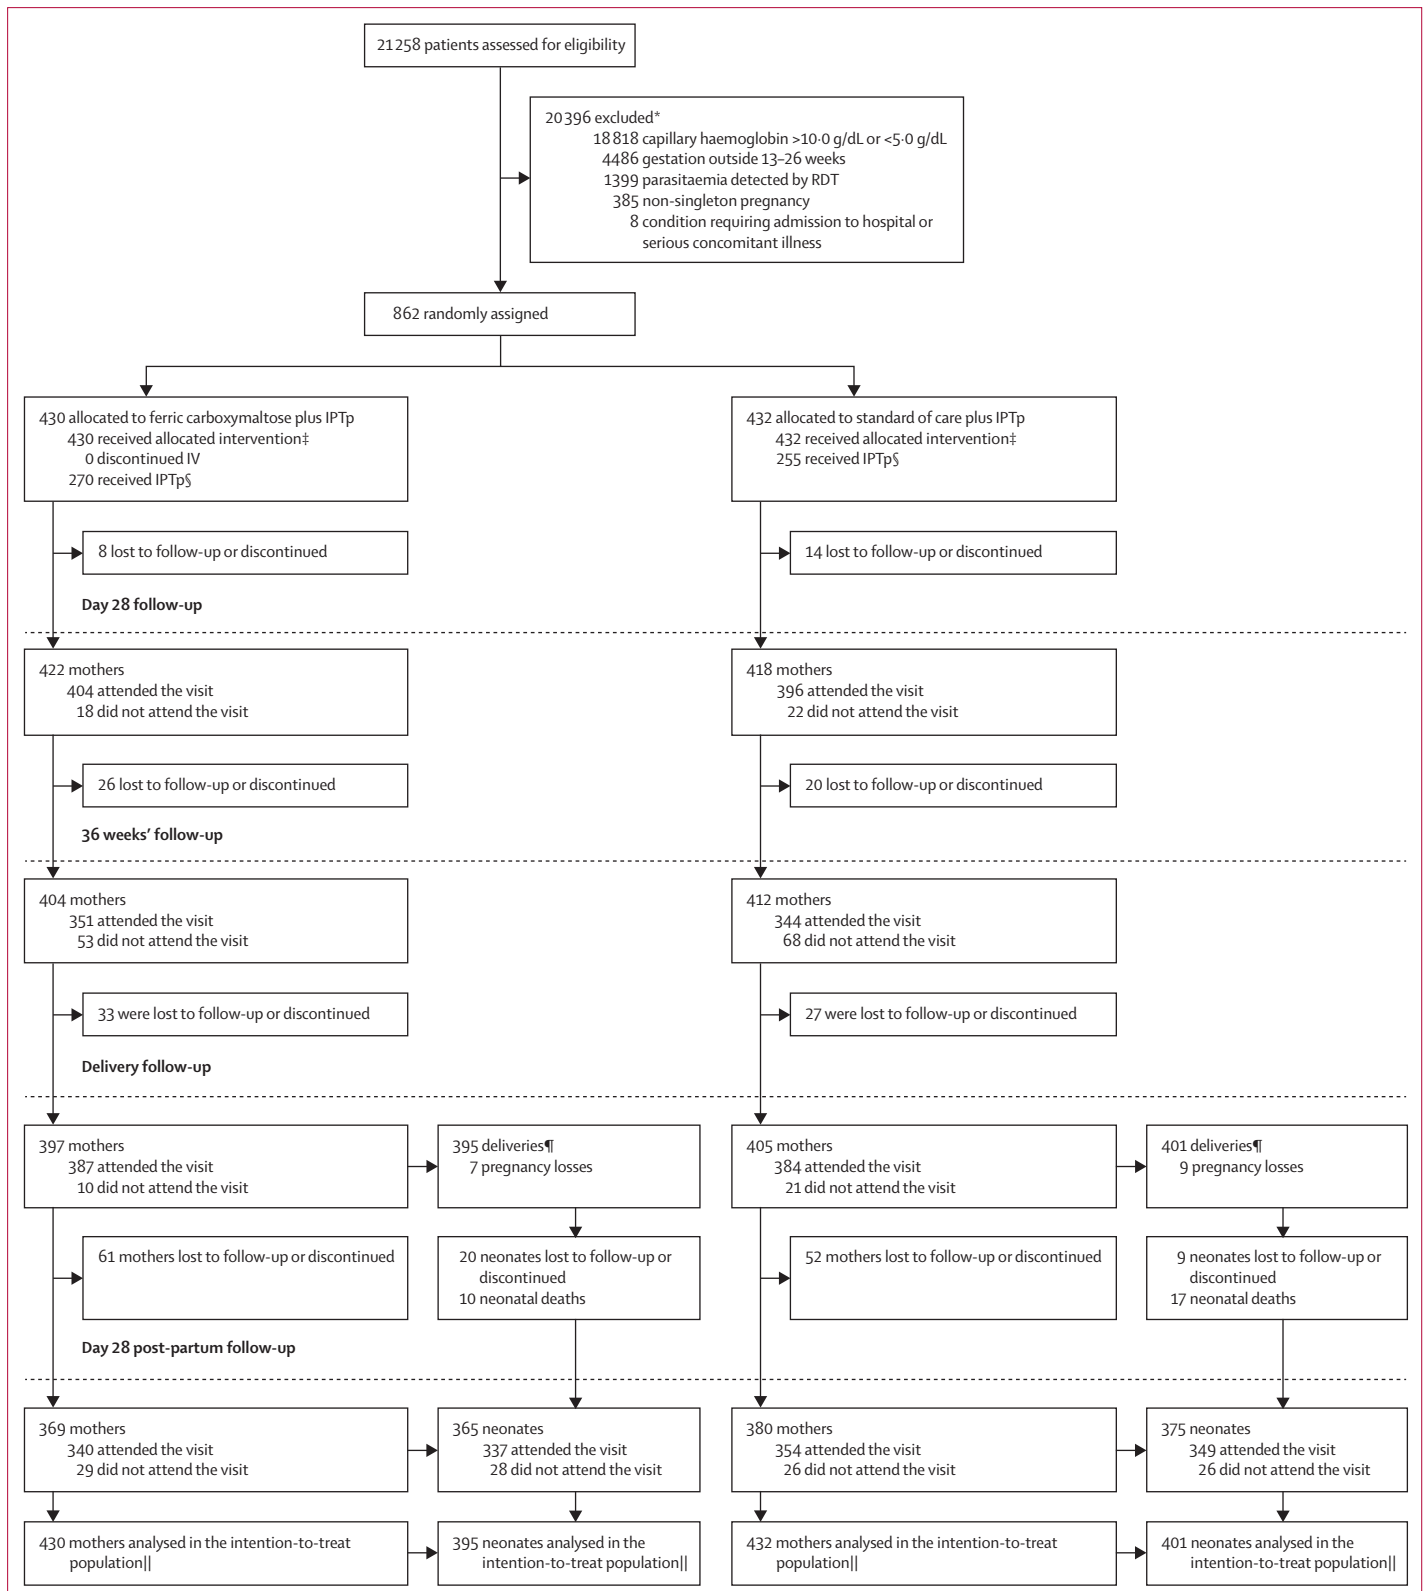 21258 patients assessed for eligibility
20396 excluded*
18818 capillary haemoglobin >10·0 g/dL or <5·0 g/dL
4486 gestation outside 13–26 weeks
1399 parasitaemia detected by RDT
385 non-singleton pregnancy
8 condition requiring admission to hospital or
serious concomitant illness
862 randomly assigned
430 allocated to ferric carboxymaltose plus IPTp
430 received allocated intervention‡
0 discontinued IV
270 received IPTp§
432 allocated to standard of care plus IPTp
432 received allocated intervention‡
255 received IPTp§
8 lost to follow-up or discontinued
14 lost to follow-up or discontinued
Day 28 follow-up
422 mothers
404 attended the visit
18 did not attend the visit
418 mothers
396 attended the visit
22 did not attend the visit
26 lost to follow-up or discontinued
20 lost to follow-up or discontinued
36 weeks’ follow-up
404 mothers
351 attended the visit
53 did not attend the visit
412 mothers
344 attended the visit
68 did not attend the visit
33 were lost to follow-up or discontinued
27 were lost to follow-up or discontinued
Delivery follow-up
397 mothers
387 attended the visit
10 did not attend the visit
395 deliveries¶
7 pregnancy losses
405 mothers
384 attended the visit
21 did not attend the visit
401 deliveries¶
9 pregnancy losses
61 mothers lost to follow-up or discontinued
20 neonates lost to follow-up or
discontinued
10 neonatal deaths
52 mothers lost to follow-up or discontinued
9 neonates lost to follow-up or
discontinued
17 neonatal deaths
Day 28 post-partum follow-up
369 mothers
340 attended the visit
29 did not attend the visit
365 neonates
337 attended the visit
28 did not attend the visit
380 mothers
354 attended the visit
26 did not attend the visit
375 neonates
349 attended the visit
26 did not attend the visit
430 mothers analysed in the intention-to-treat
population||
395 neonates analysed in the
intention-to-treat population||
432 mothers analysed in the intention-to-treat
population||
401 neonates analysed in the
intention-to-treat population||